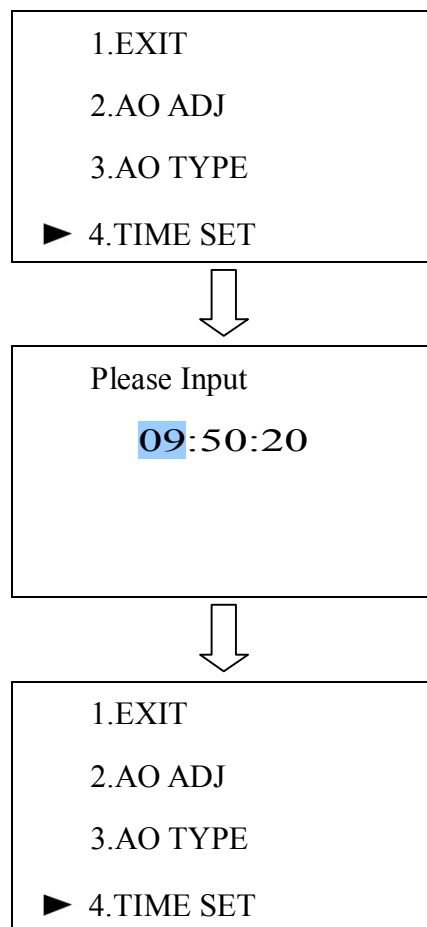 1.EXIT
2.AO ADJ
3.AO TYPE
► 4.TIME SET
Please Input
09:50:20
1.EXIT
2.AO ADJ
3.AO TYPE
► 4.TIME SET